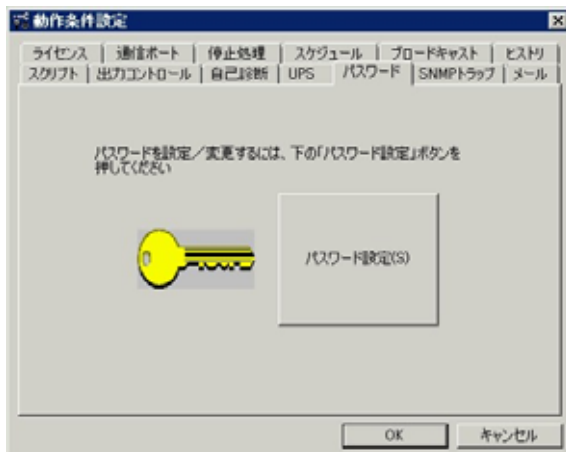 動作条件設定
ライセンス 通信ポート 停止処理 スケジュール ブロードキャスト ヒストリ
スクリプト 出力コントロール 自己診断 UPS パスワード SNMPトラップ メール
パスワードを設定／変更するには、下の「パスワード設定」ボタンを
押してください
パスワード設定(S)
OK キャンセル